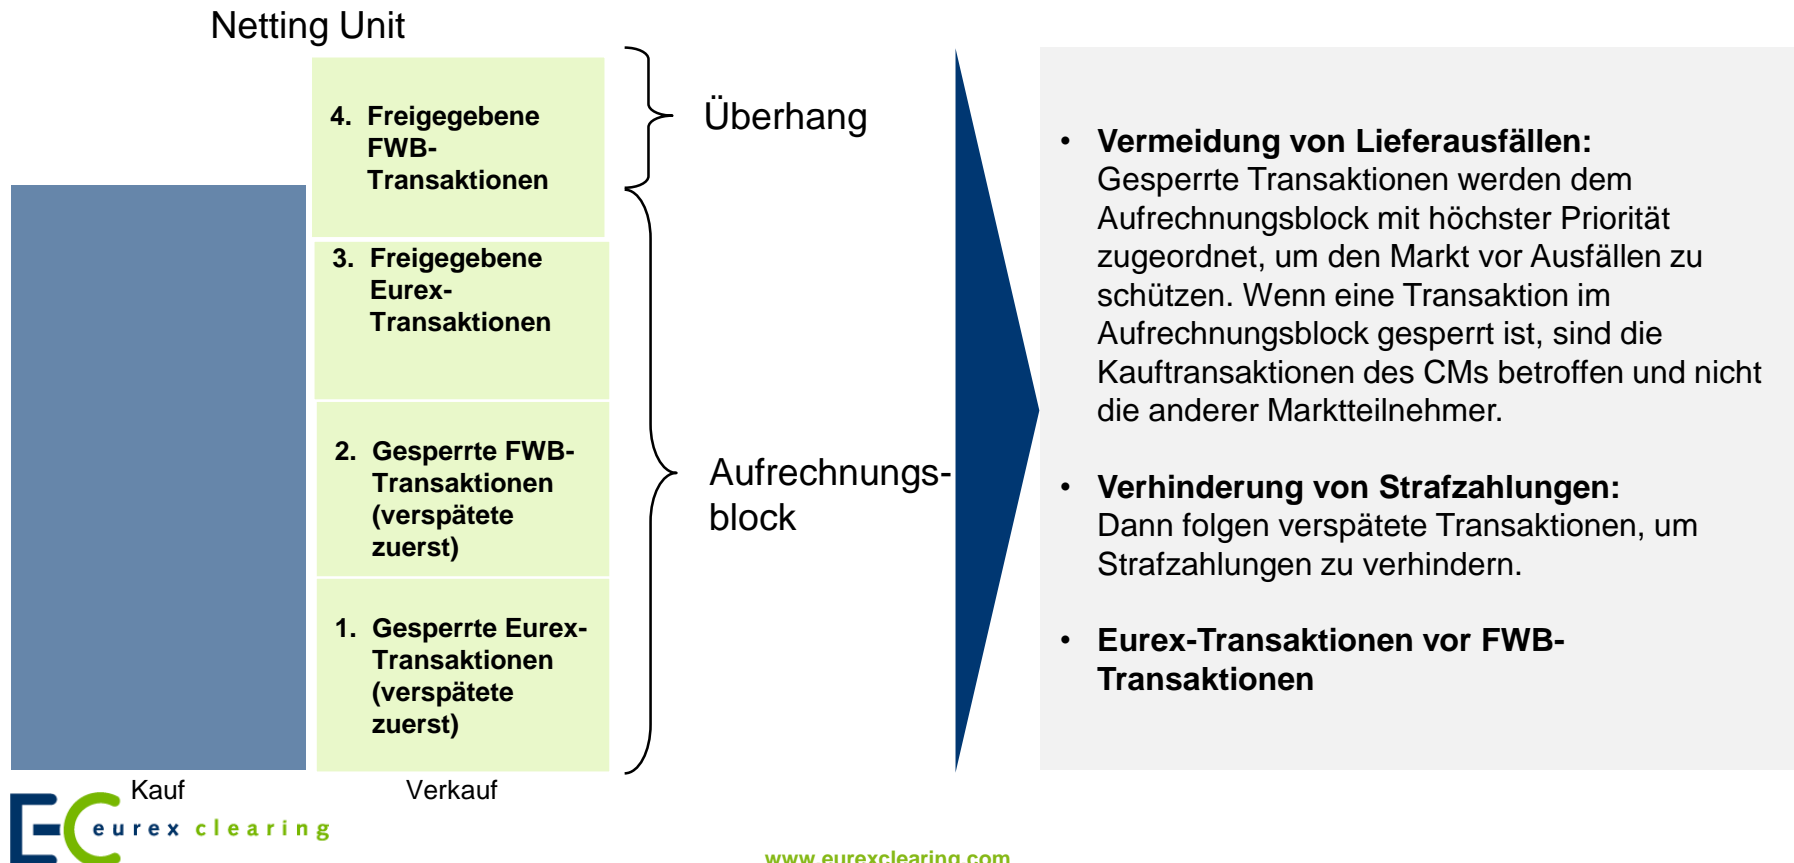 Netting Unit
4. Freigegebene
FWB-
Transaktionen
3. Freigegebene
Eurex-
Transaktionen
2. Gesperrte FWB-
Transaktionen
(verspätete
zuerst)
1. Gesperrte Eurex-
Transaktionen
(verspätete
zuerst)
Kauf
Verkauf
Überhang
Aufrechnungs-
block
• Vermeidung von Lieferausfällen:
Gesperrte Transaktionen werden dem
Aufrechnungsblock mit höchster Priorität
zugeordnet, um den Markt vor Ausfällen zu
schützen. Wenn eine Transaktion im
Aufrechnungsblock gesperrt ist, sind die
Kauftransaktionen des CMs betroffen und nicht
die anderer Marktteilnehmer.
• Verhinderung von Strafzahlungen:
Dann folgen verspätete Transaktionen, um
Strafzahlungen zu verhindern.
• Eurex-Transaktionen vor FWB-
Transaktionen
EC
eurex clearing
www.eurexclearing.com